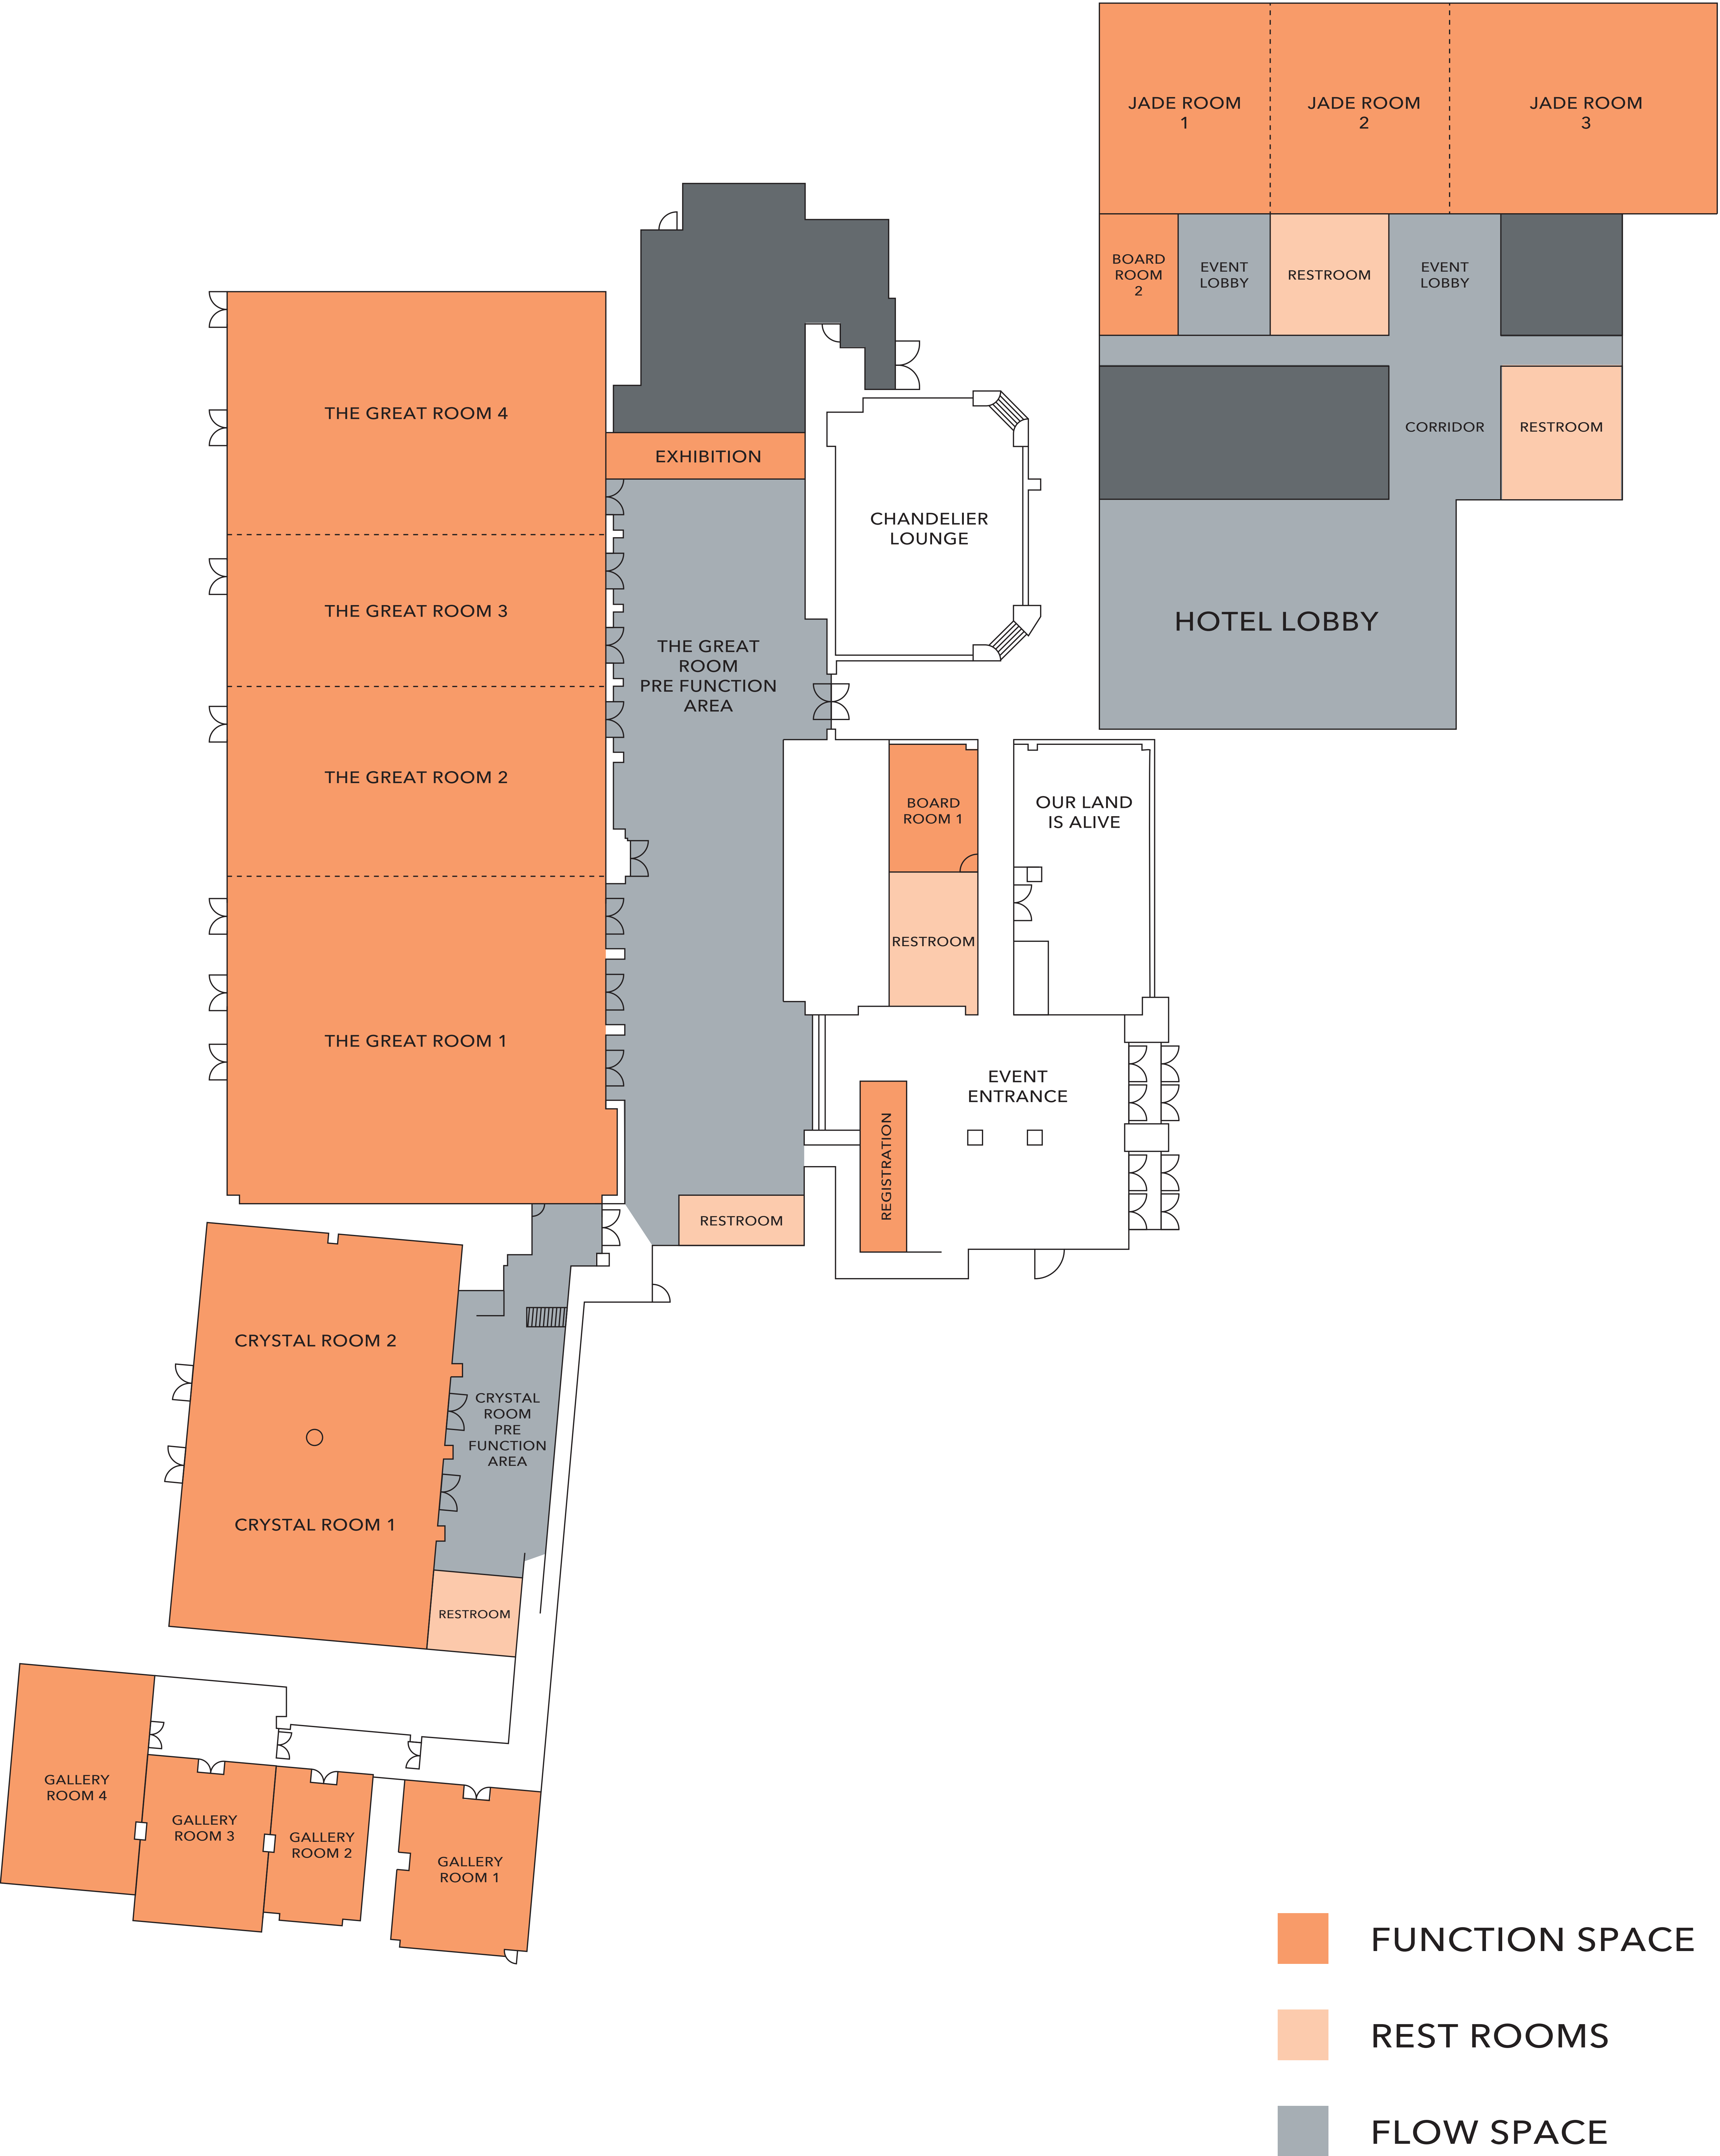 JADE ROOM
1
JADE ROOM
2
JADE ROOM
3
BOARD
ROOM
2
EVENT
LOBBY
RESTROOM
EVENT
LOBBY
CORRIDOR
RESTROOM
HOTEL LOBBY
THE GREAT ROOM 4
EXHIBITION
CHANDELIER
LOUNGE
THE GREAT ROOM 3
THE GREAT
ROOM
PRE FUNCTION
AREA
THE GREAT ROOM 2
BOARD
ROOM 1
OUR LAND
IS ALIVE
RESTROOM
THE GREAT ROOM 1
EVENT
ENTRANCE
REGISTRATION
RESTROOM
CRYSTAL ROOM 2
CRYSTAL
ROOM
PRE
FUNCTION
AREA
CRYSTAL ROOM 1
RESTROOM
GALLERY
ROOM 4
GALLERY
ROOM 3
GALLERY
ROOM 2
GALLERY
ROOM 1
FUNCTION SPACE
REST ROOMS
FLOW SPACE